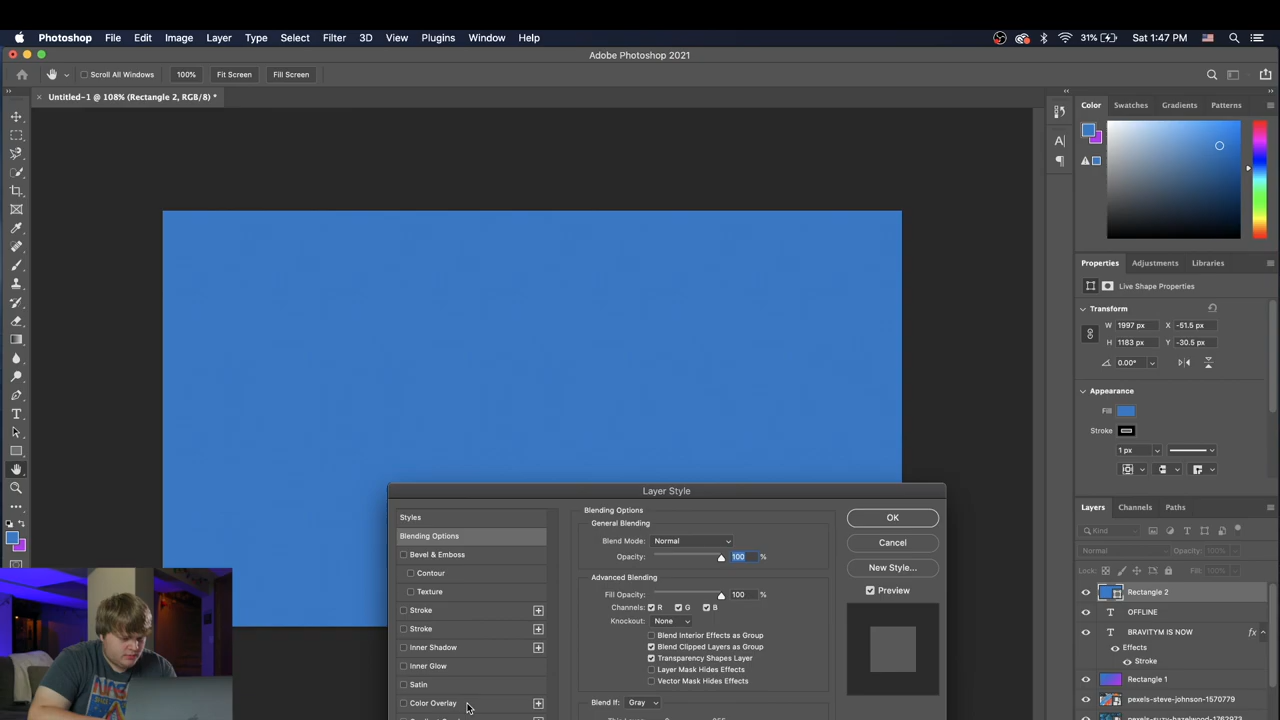 Photoshop File Edit Image Layer Type Select Filter 3D View Plugins Window Help 31% Sat 1:47 PM
Adobe Photoshop 2021
Scroll All Windows 100% Fit Screen Fill Screen
× Untitled-1 @ 108% (Rectangle 2, RGB/8) *
Color Swatches Gradients Patterns
Properties Adjustments Libraries
Live Shape Properties
Transform
W 1997 px X -51.5 px
H 1183 px Y -30.5 px
0.00°
Appearance
Fill
Stroke
1 px
Layers Channels Paths
Kind
Normal Opacity: 100%
Lock: Fill: 100%
Rectangle 2
T OFFLINE
T BRAVITYM IS NOW fx
Effects
Stroke
Rectangle 1
pexels-steve-johnson-1570779
Layer Style
Styles
Blending Options
Bevel & Emboss
Contour
Texture
Stroke
Stroke
Inner Shadow
Inner Glow
Satin
Color Overlay
Blending Options
General Blending
Blend Mode: Normal
Opacity: 100 %
Advanced Blending
Fill Opacity: 100 %
Channels: R G B
Knockout: None
Blend Interior Effects as Group
Blend Clipped Layers as Group
Transparency Shapes Layer
Layer Mask Hides Effects
Vector Mask Hides Effects
Blend If: Gray
OK
Cancel
New Style...
Preview
NASA